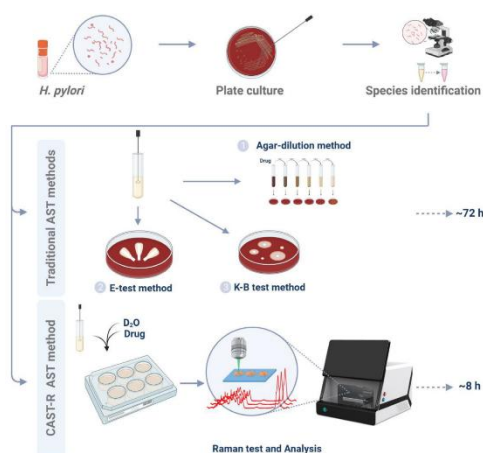 H. pylori
Plate culture
Species identification
Traditional AST methods
1 Agar-dilution method
Drug
~72 h
2 E-test method
3 K-B test method
CAST-R AST method
D₂O
Drug
~8 h
Raman test and Analysis